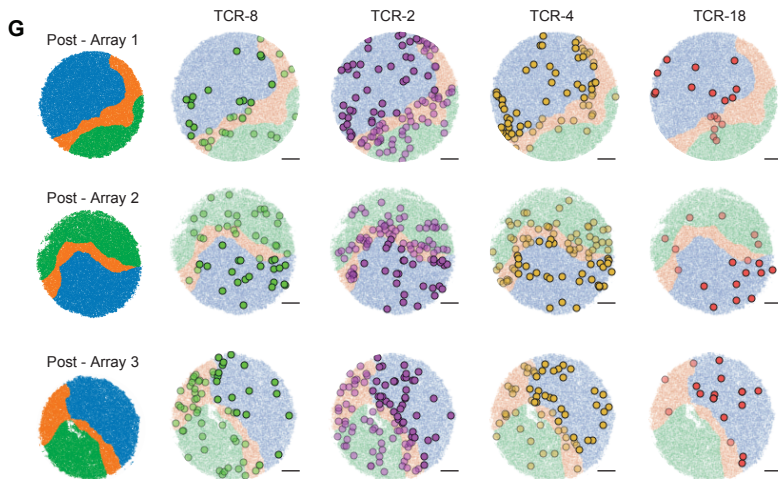 G
TCR-8 TCR-2 TCR-4 TCR-18
Post - Array 1
Post - Array 2
Post - Array 3